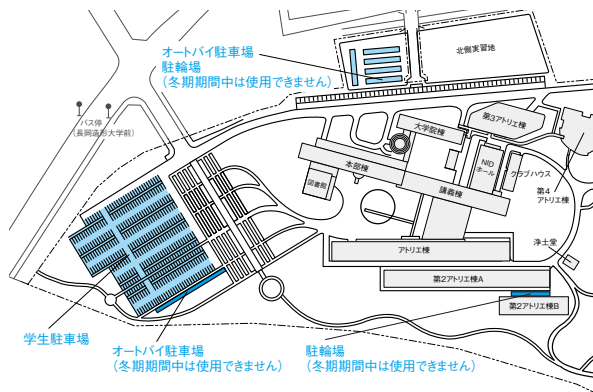 オートバイ駐車場
駐輪場
（冬期期間中は使用できません）
北側実習地
バス停
（長岡造形大学前）
大学院棟
第3アトリエ棟
本部棟
NID
ホール
クラブハウス
第4
アトリエ棟
図書館
講義棟
浄土堂
アトリエ棟
第2アトリエ棟A
第2アトリエ棟B
学生駐車場
オートバイ駐車場
（冬期期間中は使用できません）
駐輪場
（冬期期間中は使用できません）